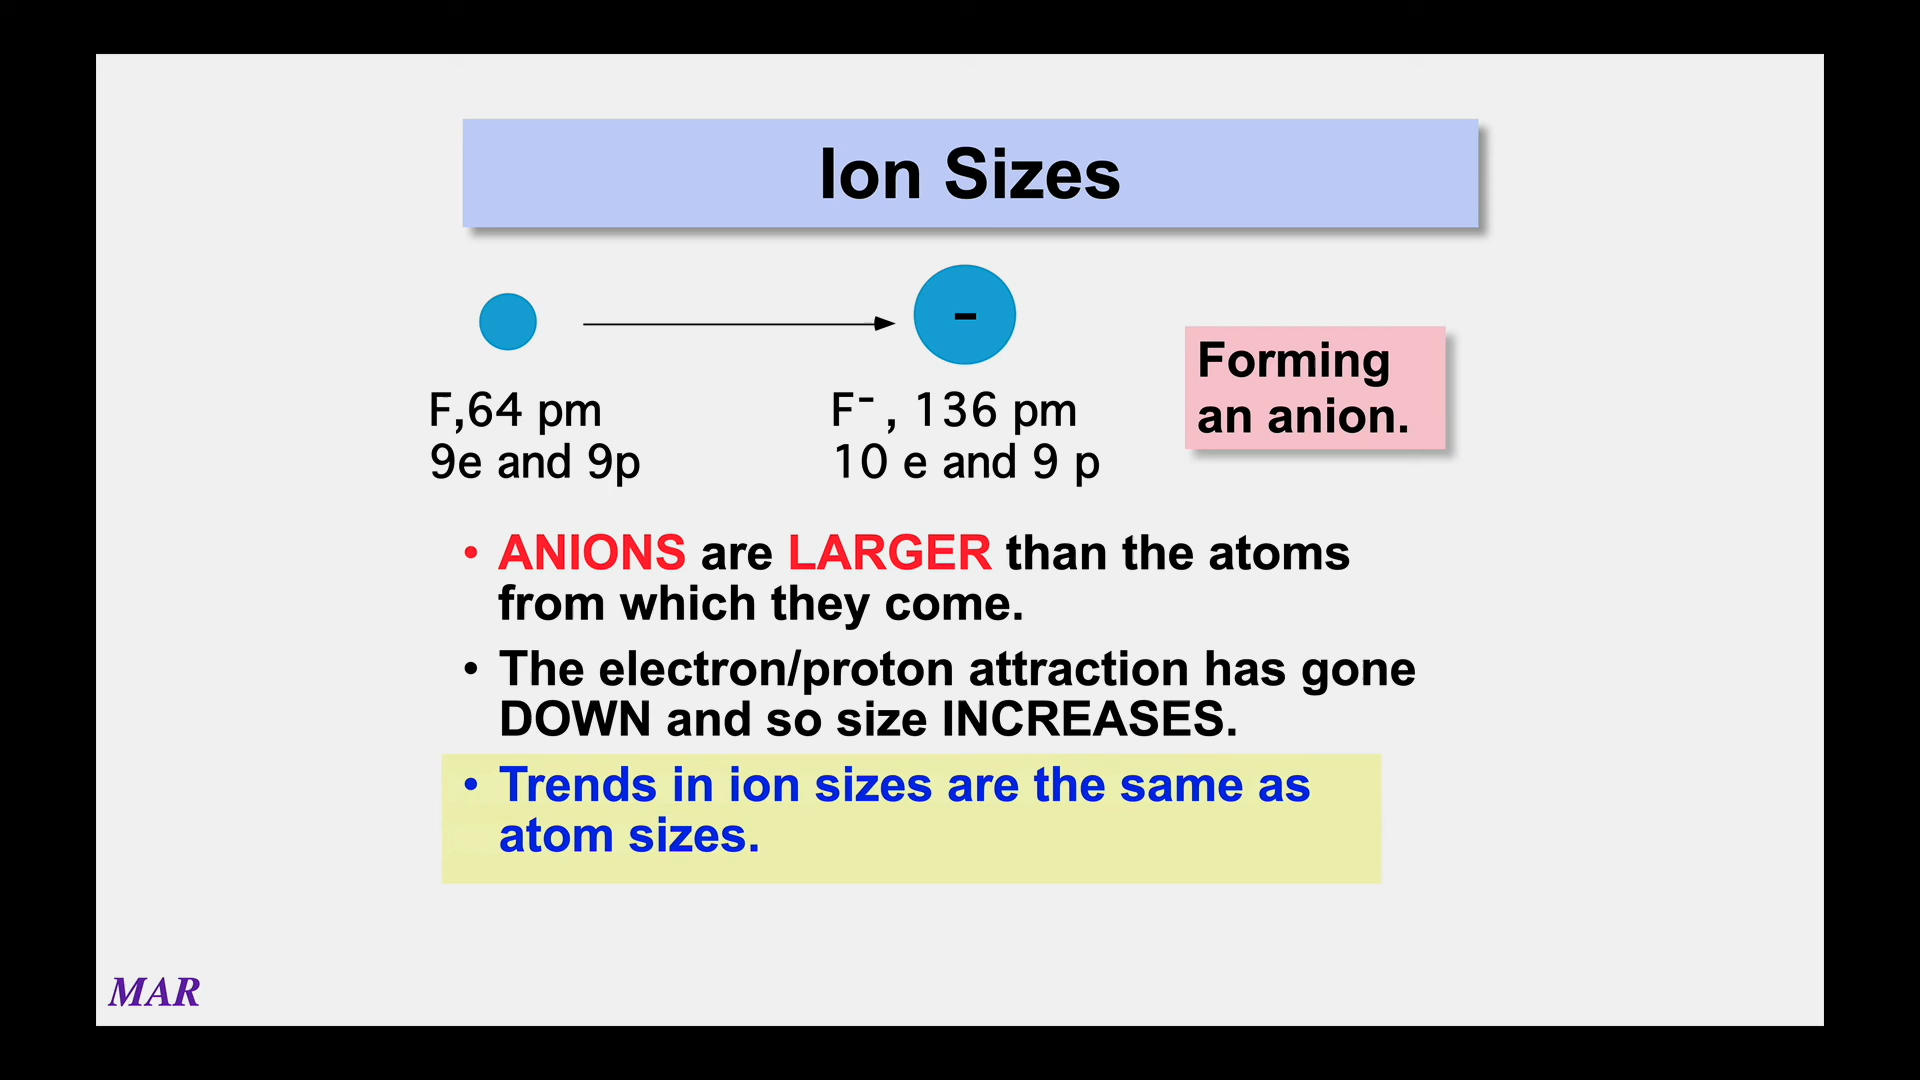 Ion Sizes
-
F,64 pm
9e and 9p
F⁻ , 136 pm
10 e and 9 p
Forming
an anion.
• ANIONS are LARGER than the atoms
from which they come.
• The electron/proton attraction has gone
DOWN and so size INCREASES.
• Trends in ion sizes are the same as
atom sizes.
MAR